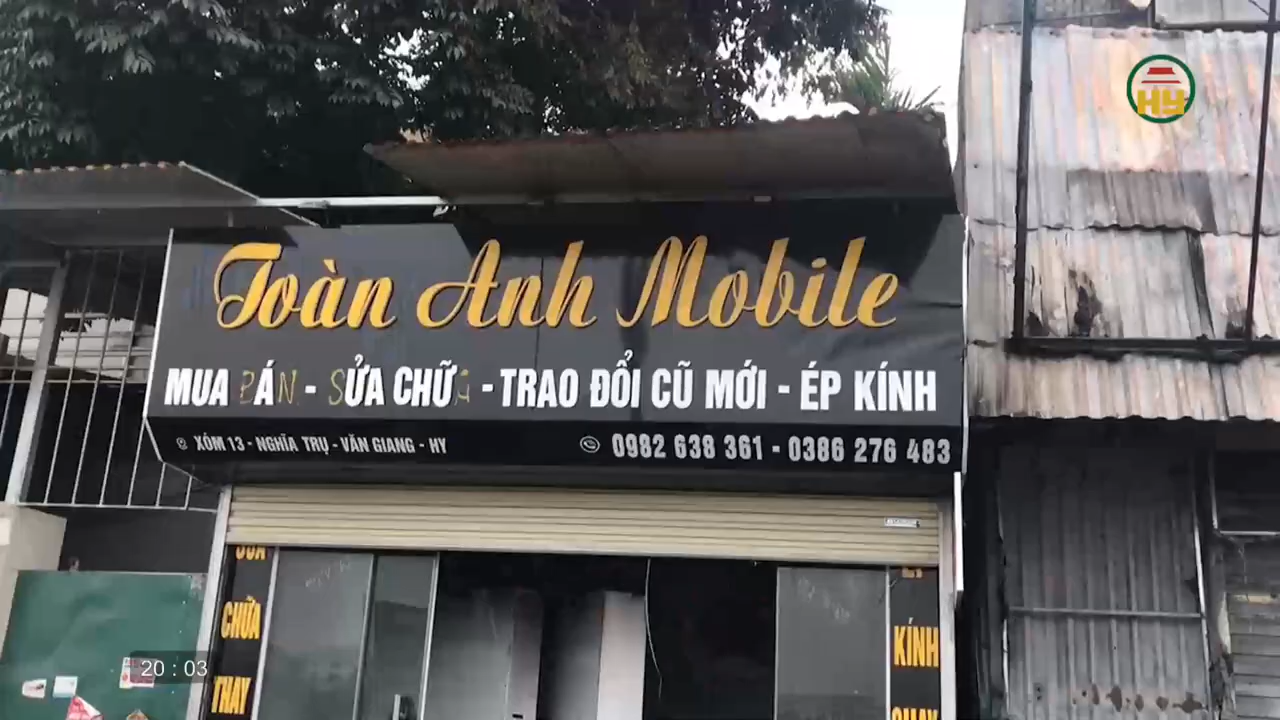 HY
Toàn Anh Mobile
MUA BÁN - SỬA CHỮA - TRAO ĐỔI CŨ MỚI - ÉP KÍNH
XÓM 13 - NGHĨA TRỤ - VĂN GIANG - HY
0982 638 361 - 0386 276 483
SỬA
CHỮA
THAY
KÍNH
20 : 03